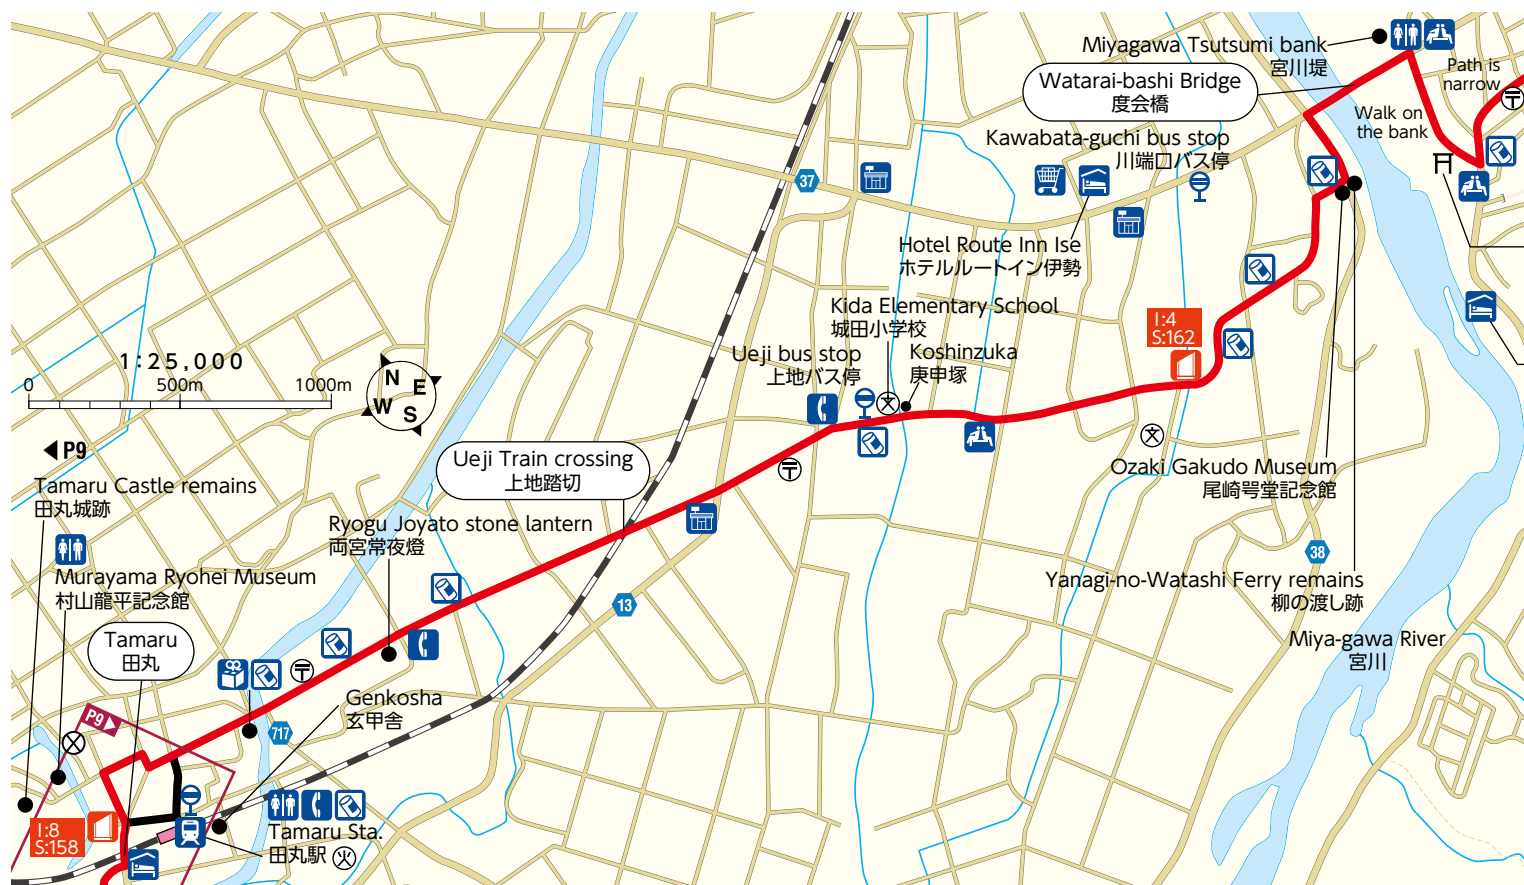 Miyagawa Tsutsumi bank
宮川堤
Path is
narrow
Watarai-bashi Bridge
度会橋
Walk on
the bank
Kawabata-guchi bus stop
川端口バス停
37
Hotel Route Inn Ise
ホテルルートイン伊勢
Kida Elementary School
城田小学校
I:4
S:162
Ueji bus stop
上地バス停
Koshinzuka
庚申塚
1:25,000
0 500m 1000m
N
E
W
S
P9
Ueji Train crossing
上地踏切
Ozaki Gakudo Museum
尾崎咢堂記念館
Tamaru Castle remains
田丸城跡
Ryogu Joyato stone lantern
両宮常夜燈
38
Murayama Ryohei Museum
村山龍平記念館
Yanagi-no-Watashi Ferry remains
柳の渡し跡
13
Tamaru
田丸
Miya-gawa River
宮川
Genkosha
玄甲舎
P9
717
I:8
S:158
Tamaru Sta.
田丸駅